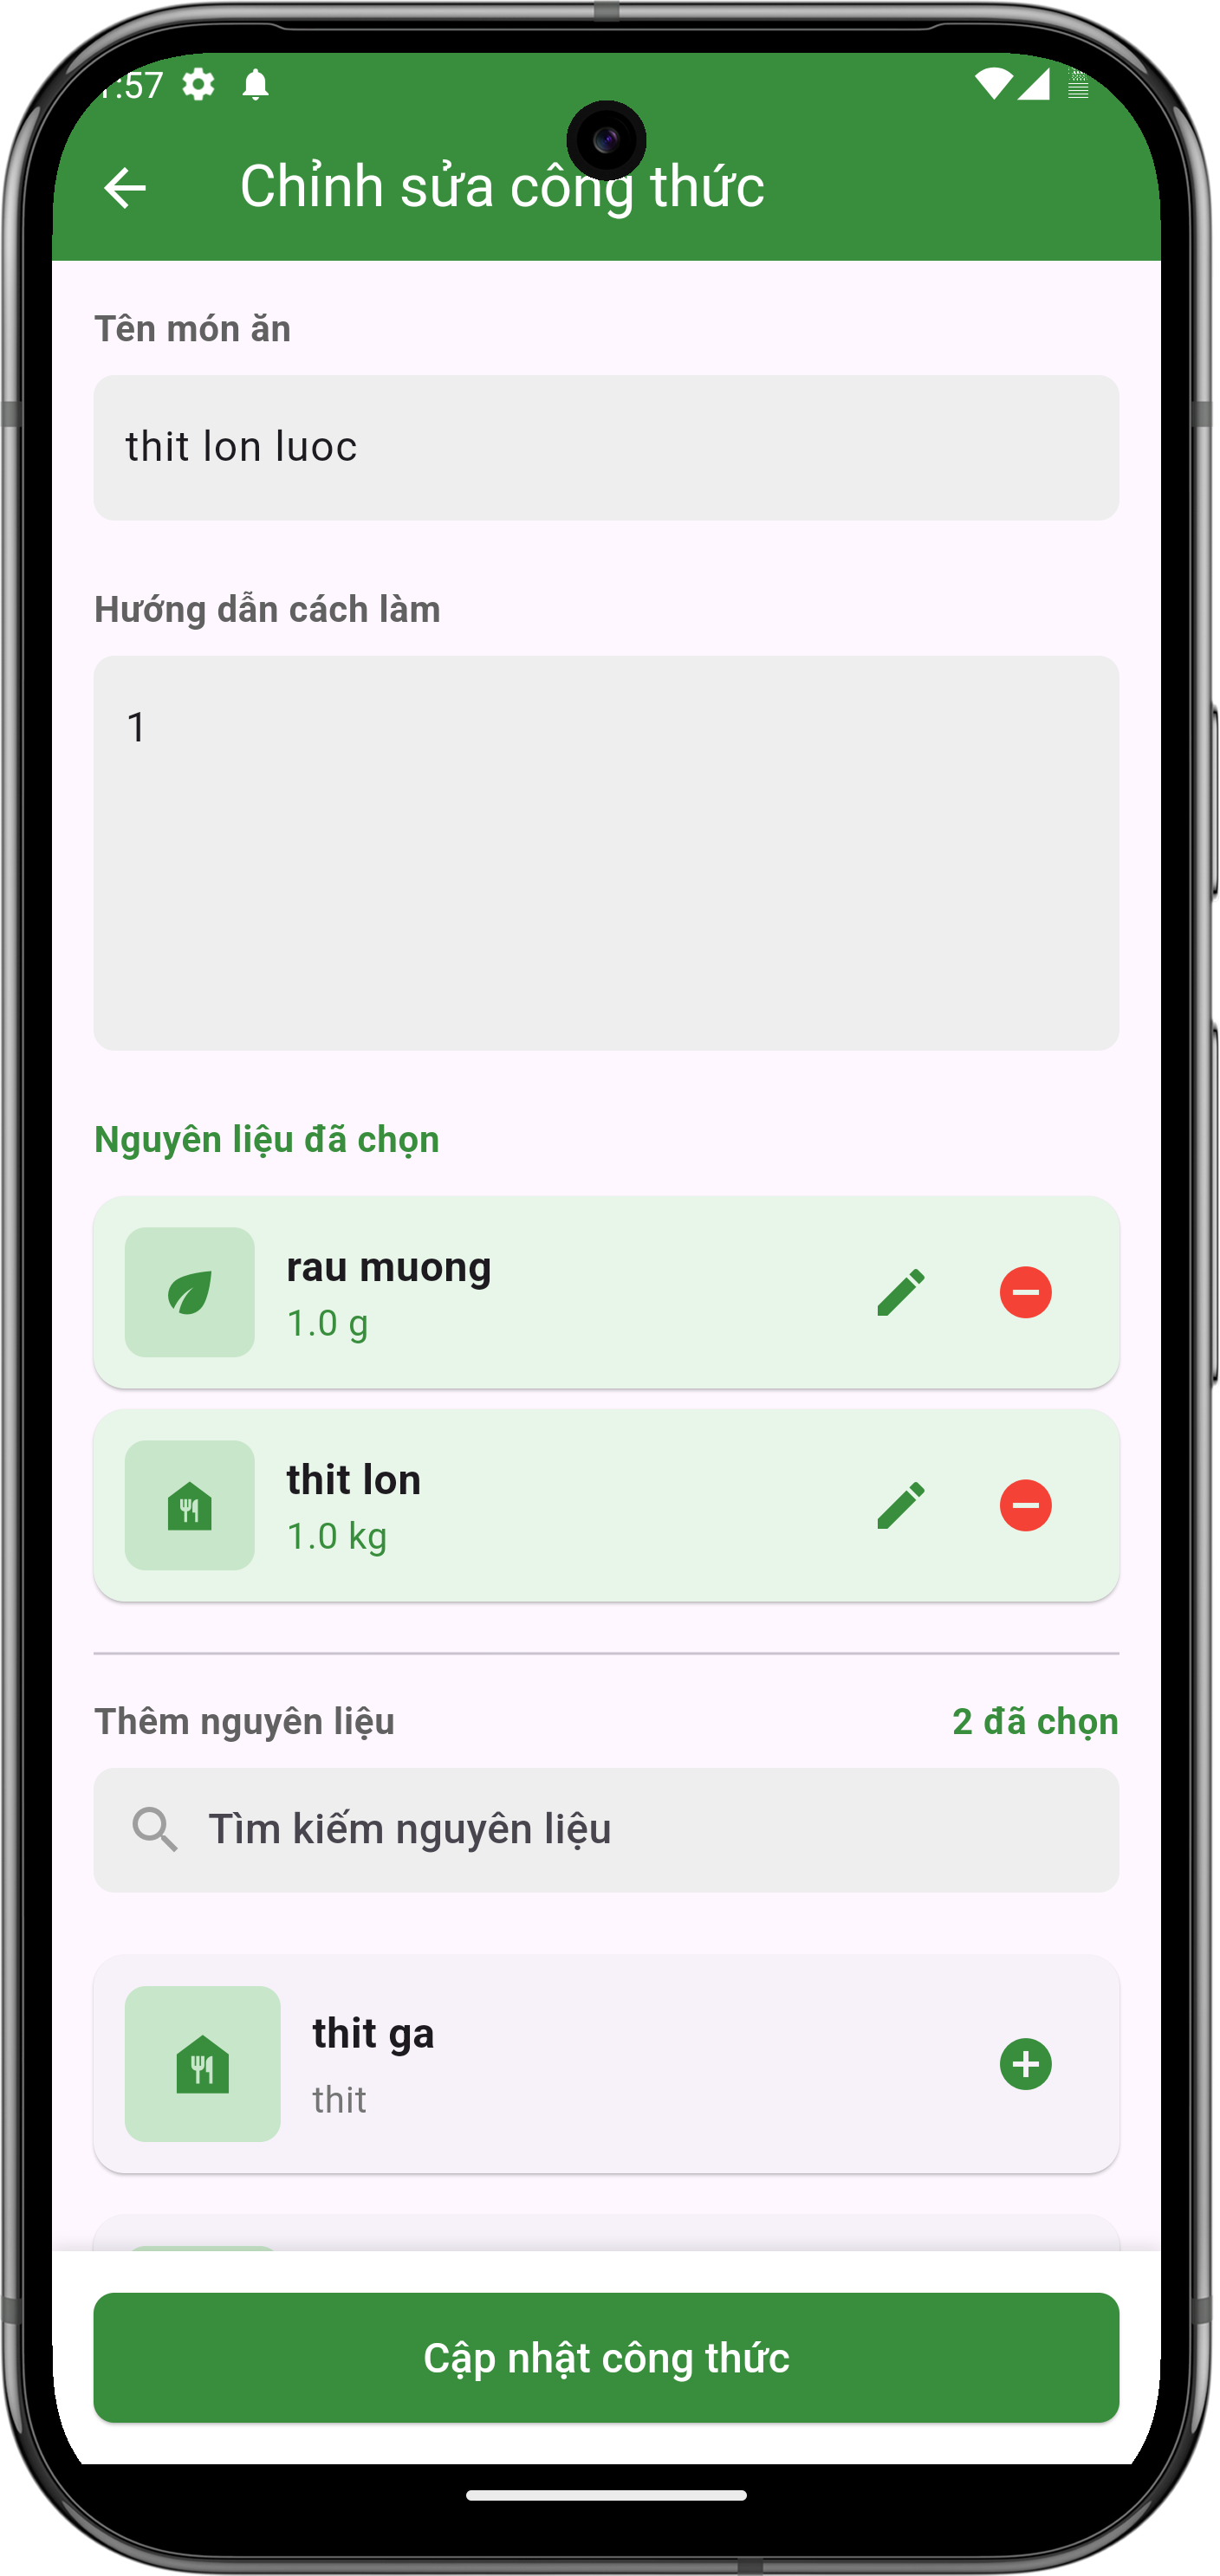 :57
Chỉnh sửa công thức
Tên món ăn
thit lon luoc
Hướng dẫn cách làm
1
Nguyên liệu đã chọn
rau muong
1.0 g
thit lon
1.0 kg
Thêm nguyên liệu
2 đã chọn
Tìm kiếm nguyên liệu
thit ga
thit
Cập nhật công thức